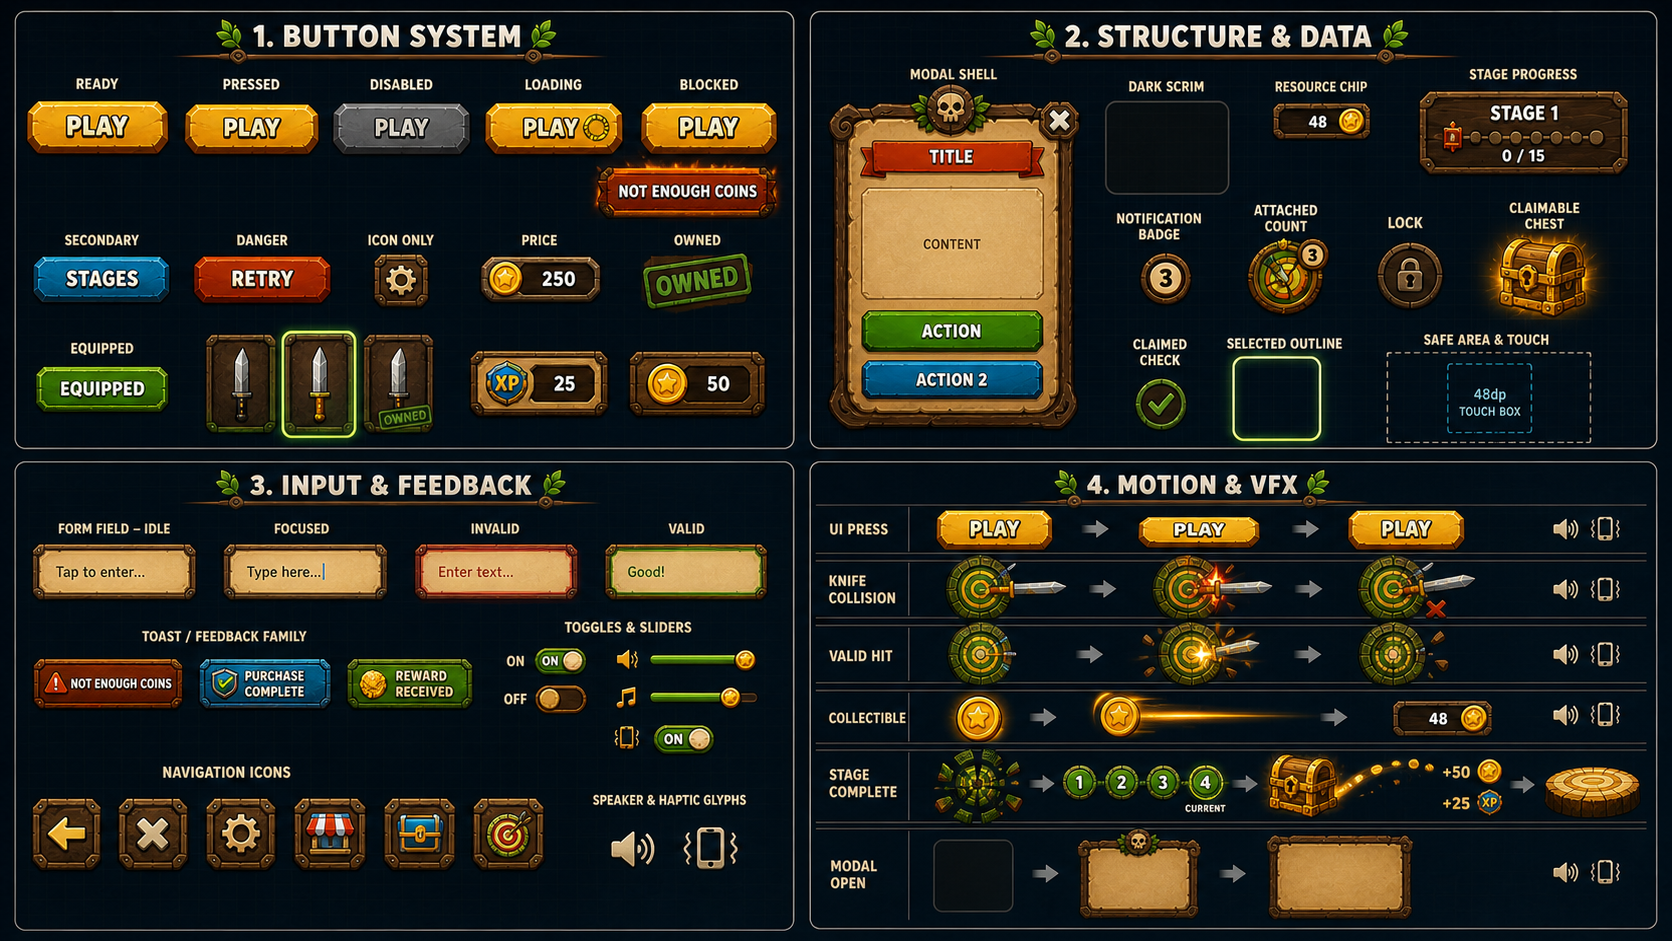 1. BUTTON SYSTEM
READY
PRESSED
DISABLED
LOADING
BLOCKED
PLAY
PLAY
PLAY
PLAY
PLAY
NOT ENOUGH COINS
SECONDARY
DANGER
ICON ONLY
PRICE
OWNED
STAGES
RETRY
250
OWNED
EQUIPPED
EQUIPPED
OWNED
XP
25
50
2. STRUCTURE & DATA
MODAL SHELL
DARK SCRIM
RESOURCE CHIP
STAGE PROGRESS
TITLE
CONTENT
ACTION
ACTION 2
48
STAGE 1
0 / 15
NOTIFICATION
BADGE
ATTACHED
COUNT
LOCK
CLAIMABLE
CHEST
3
3
CLAIMED
CHECK
SELECTED OUTLINE
SAFE AREA & TOUCH
48dp
TOUCH BOX
3. INPUT & FEEDBACK
FORM FIELD – IDLE
FOCUSED
INVALID
VALID
Tap to enter...
Type here...
Enter text...
Good!
TOAST / FEEDBACK FAMILY
TOGGLES & SLIDERS
NOT ENOUGH COINS
PURCHASE
COMPLETE
REWARD
RECEIVED
ON
ON
OFF
ON
NAVIGATION ICONS
SPEAKER & HAPTIC GLYPHS
4. MOTION & VFX
UI PRESS
PLAY
PLAY
PLAY
KNIFE
COLLISION
VALID HIT
COLLECTIBLE
48
STAGE
COMPLETE
1
2
3
4
CURRENT
+50
+25
XP
MODAL
OPEN